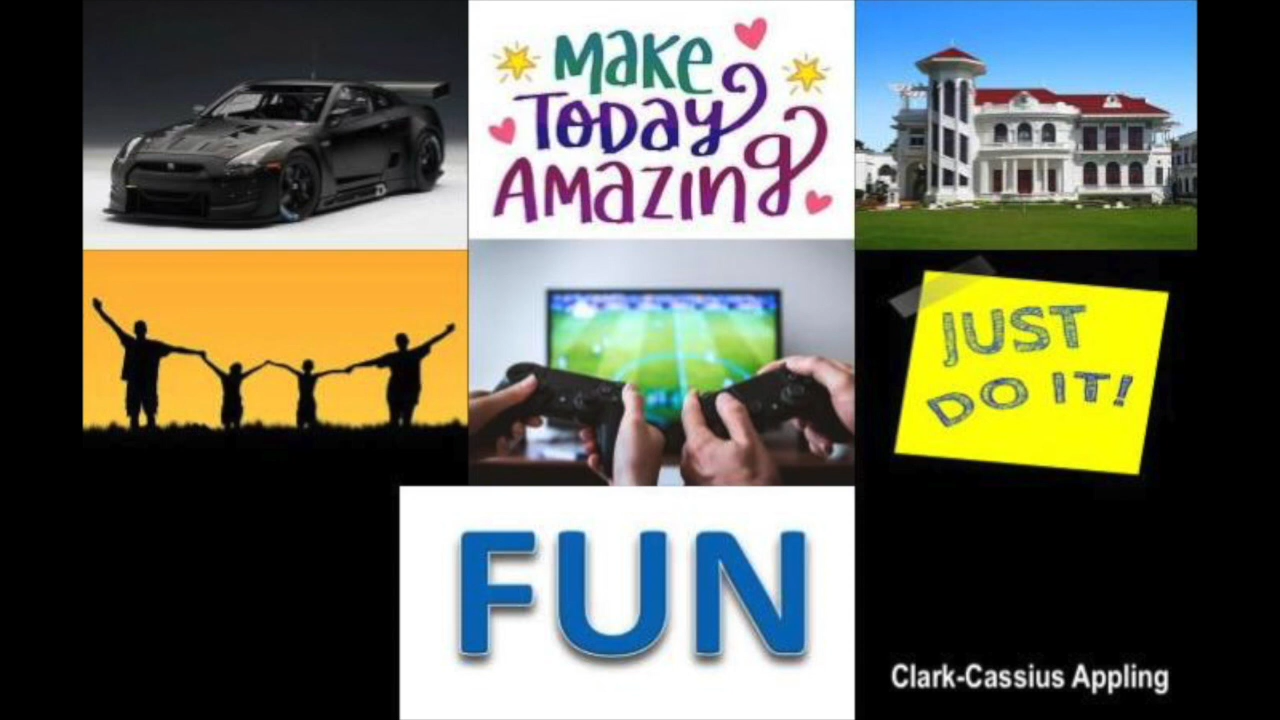 Make
Today
Amazing
JUST
DO IT!
FUN
Clark-Cassius Appling